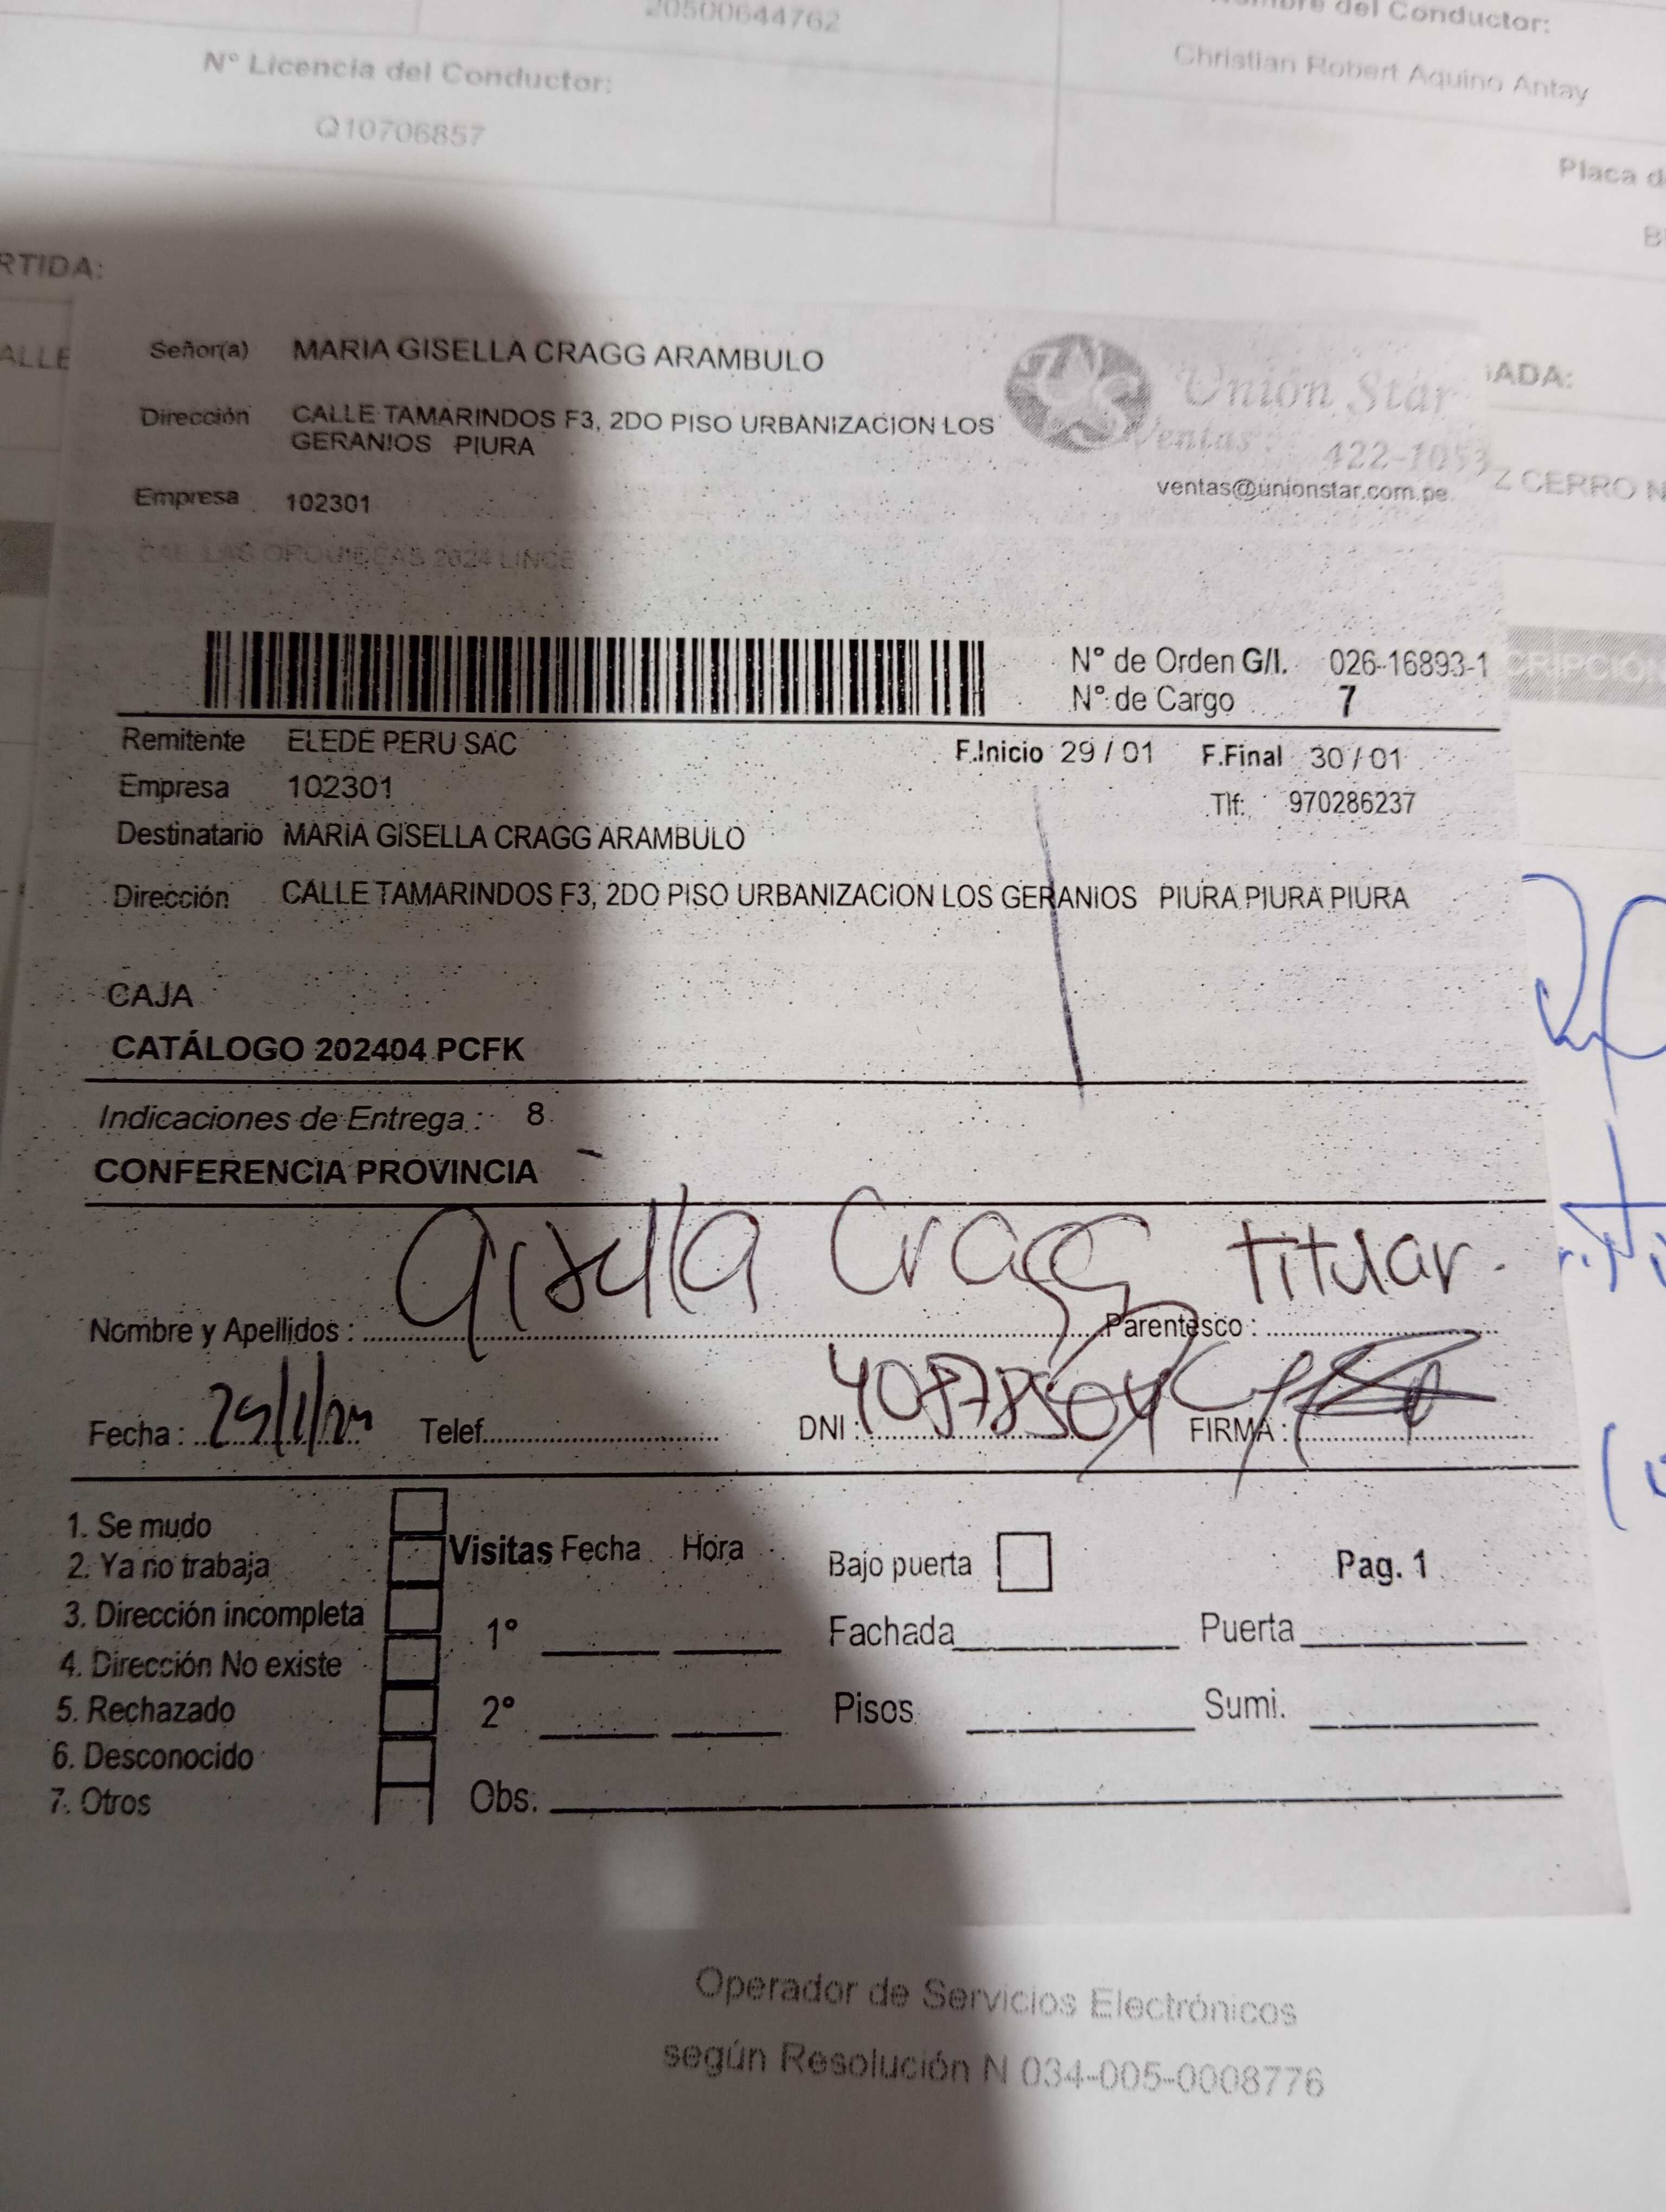 20500644762
Nombre del Conductor:
Christian Robert Aquino Antay
N° Licencia del Conductor:
Q10706857
Placa d
B
RTIDA:
ALLE
ADA:
Z CERRO N
CRIPCIÓN
Señor(a) MARIA GISELLA CRAGG ARAMBULO
Unión Star
Dirección CALLE TAMARINDOS F3, 2DO PISO URBANIZACION LOS
GERANIOS PIURA
Ventas: 422-1053
ventas@unionstar.com.pe
Empresa 102301
CAL LAS ORQUIDEAS 2024 LINCE
N° de Orden G/I. 026-16893-1
N° de Cargo 7
Remitente ELEDE PERU SAC F.Inicio 29 / 01 F.Final 30 / 01
Empresa 102301 Tlf: 970286237
Destinatario MARIA GISELLA CRAGG ARAMBULO
Dirección CALLE TAMARINDOS F3, 2DO PISO URBANIZACION LOS GERANIOS PIURA PIURA PIURA
CAJA
CATÁLOGO 202404 PCFK
Indicaciones de Entrega : 8
CONFERENCIA PROVINCIA
Nombre y Apellidos : Gisella Cragg Parentesco : titular.
Fecha : 29/1/24 Telef. DNI : 40878504 FIRMA :
1. Se mudo
2. Ya no trabaja
3. Dirección incompleta
4. Dirección No existe
5. Rechazado
6. Desconocido
7. Otros
Visitas Fecha Hora
1°
2°
Obs.
Bajo puerta Pag. 1
Fachada Puerta
Pisos Sumi.
Operador de Servicios Electrónicos
según Resolución N 034-005-0008776